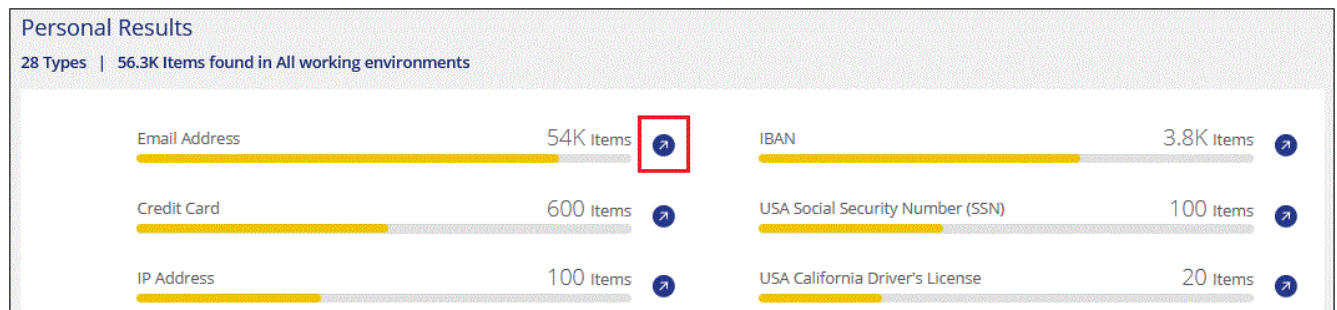 Personal Results
28 Types | 56.3K Items found in All working environments
Email Address 54K Items
IBAN 3.8K Items
Credit Card 600 Items
USA Social Security Number (SSN) 100 Items
IP Address 100 Items
USA California Driver's License 20 Items